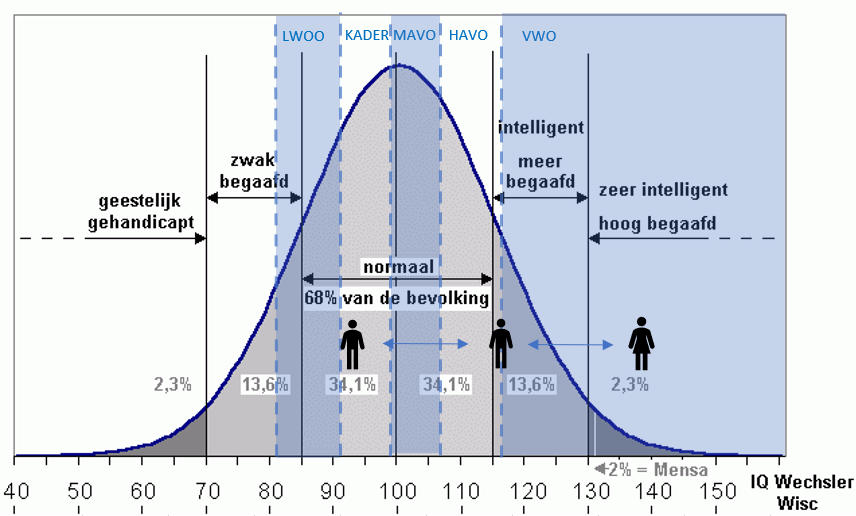 LWOO KADER MAVO HAVO VWO
intelligent
zwak
begaafd
meer
begaafd
geestelijk
gehandicapt
zeer intelligent
hoog begaafd
normaal
68% van de bevolking
2,3% 13,6% 34,1% 34,1% 13,6% 2,3%
2% = Mensa
40 50 60 70 80 90 100 110 120 130 140 150 IQ Wechsler
Wisc